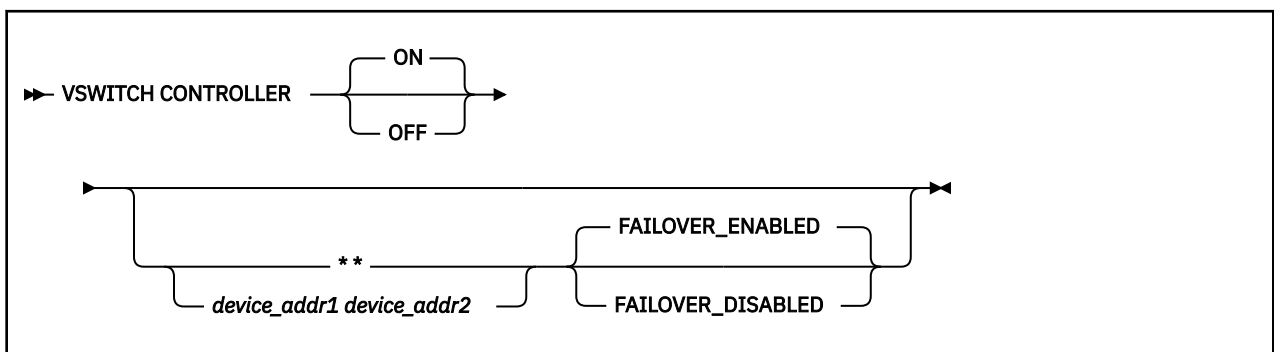 ON
VSWITCH CONTROLLER
OFF
FAILOVER_ENABLED
* *
device_addr1 device_addr2
FAILOVER_DISABLED